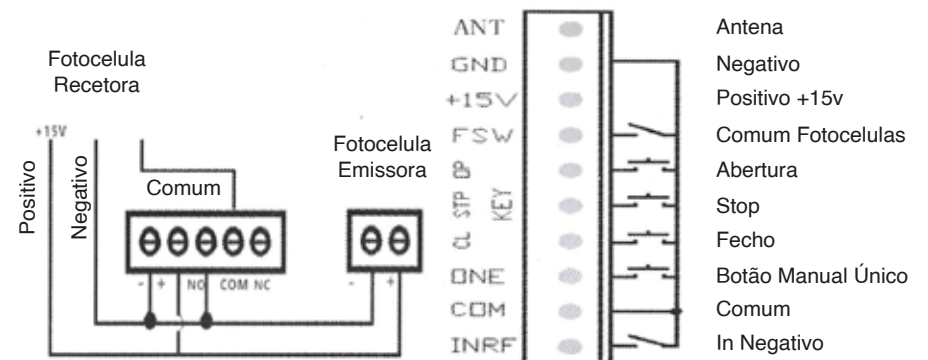 Fotocelula
Recetora
+15V
Positivo
Negativo
Comum
- + NO COM NC
Fotocelula
Emissora
- +
ANT Antena
GND Negativo
+15V Positivo +15v
FSW Comum Fotocelulas
OP Abertura
STP Stop
KEY
CL Fecho
ONE Botão Manual Único
COM Comum
INRF In Negativo